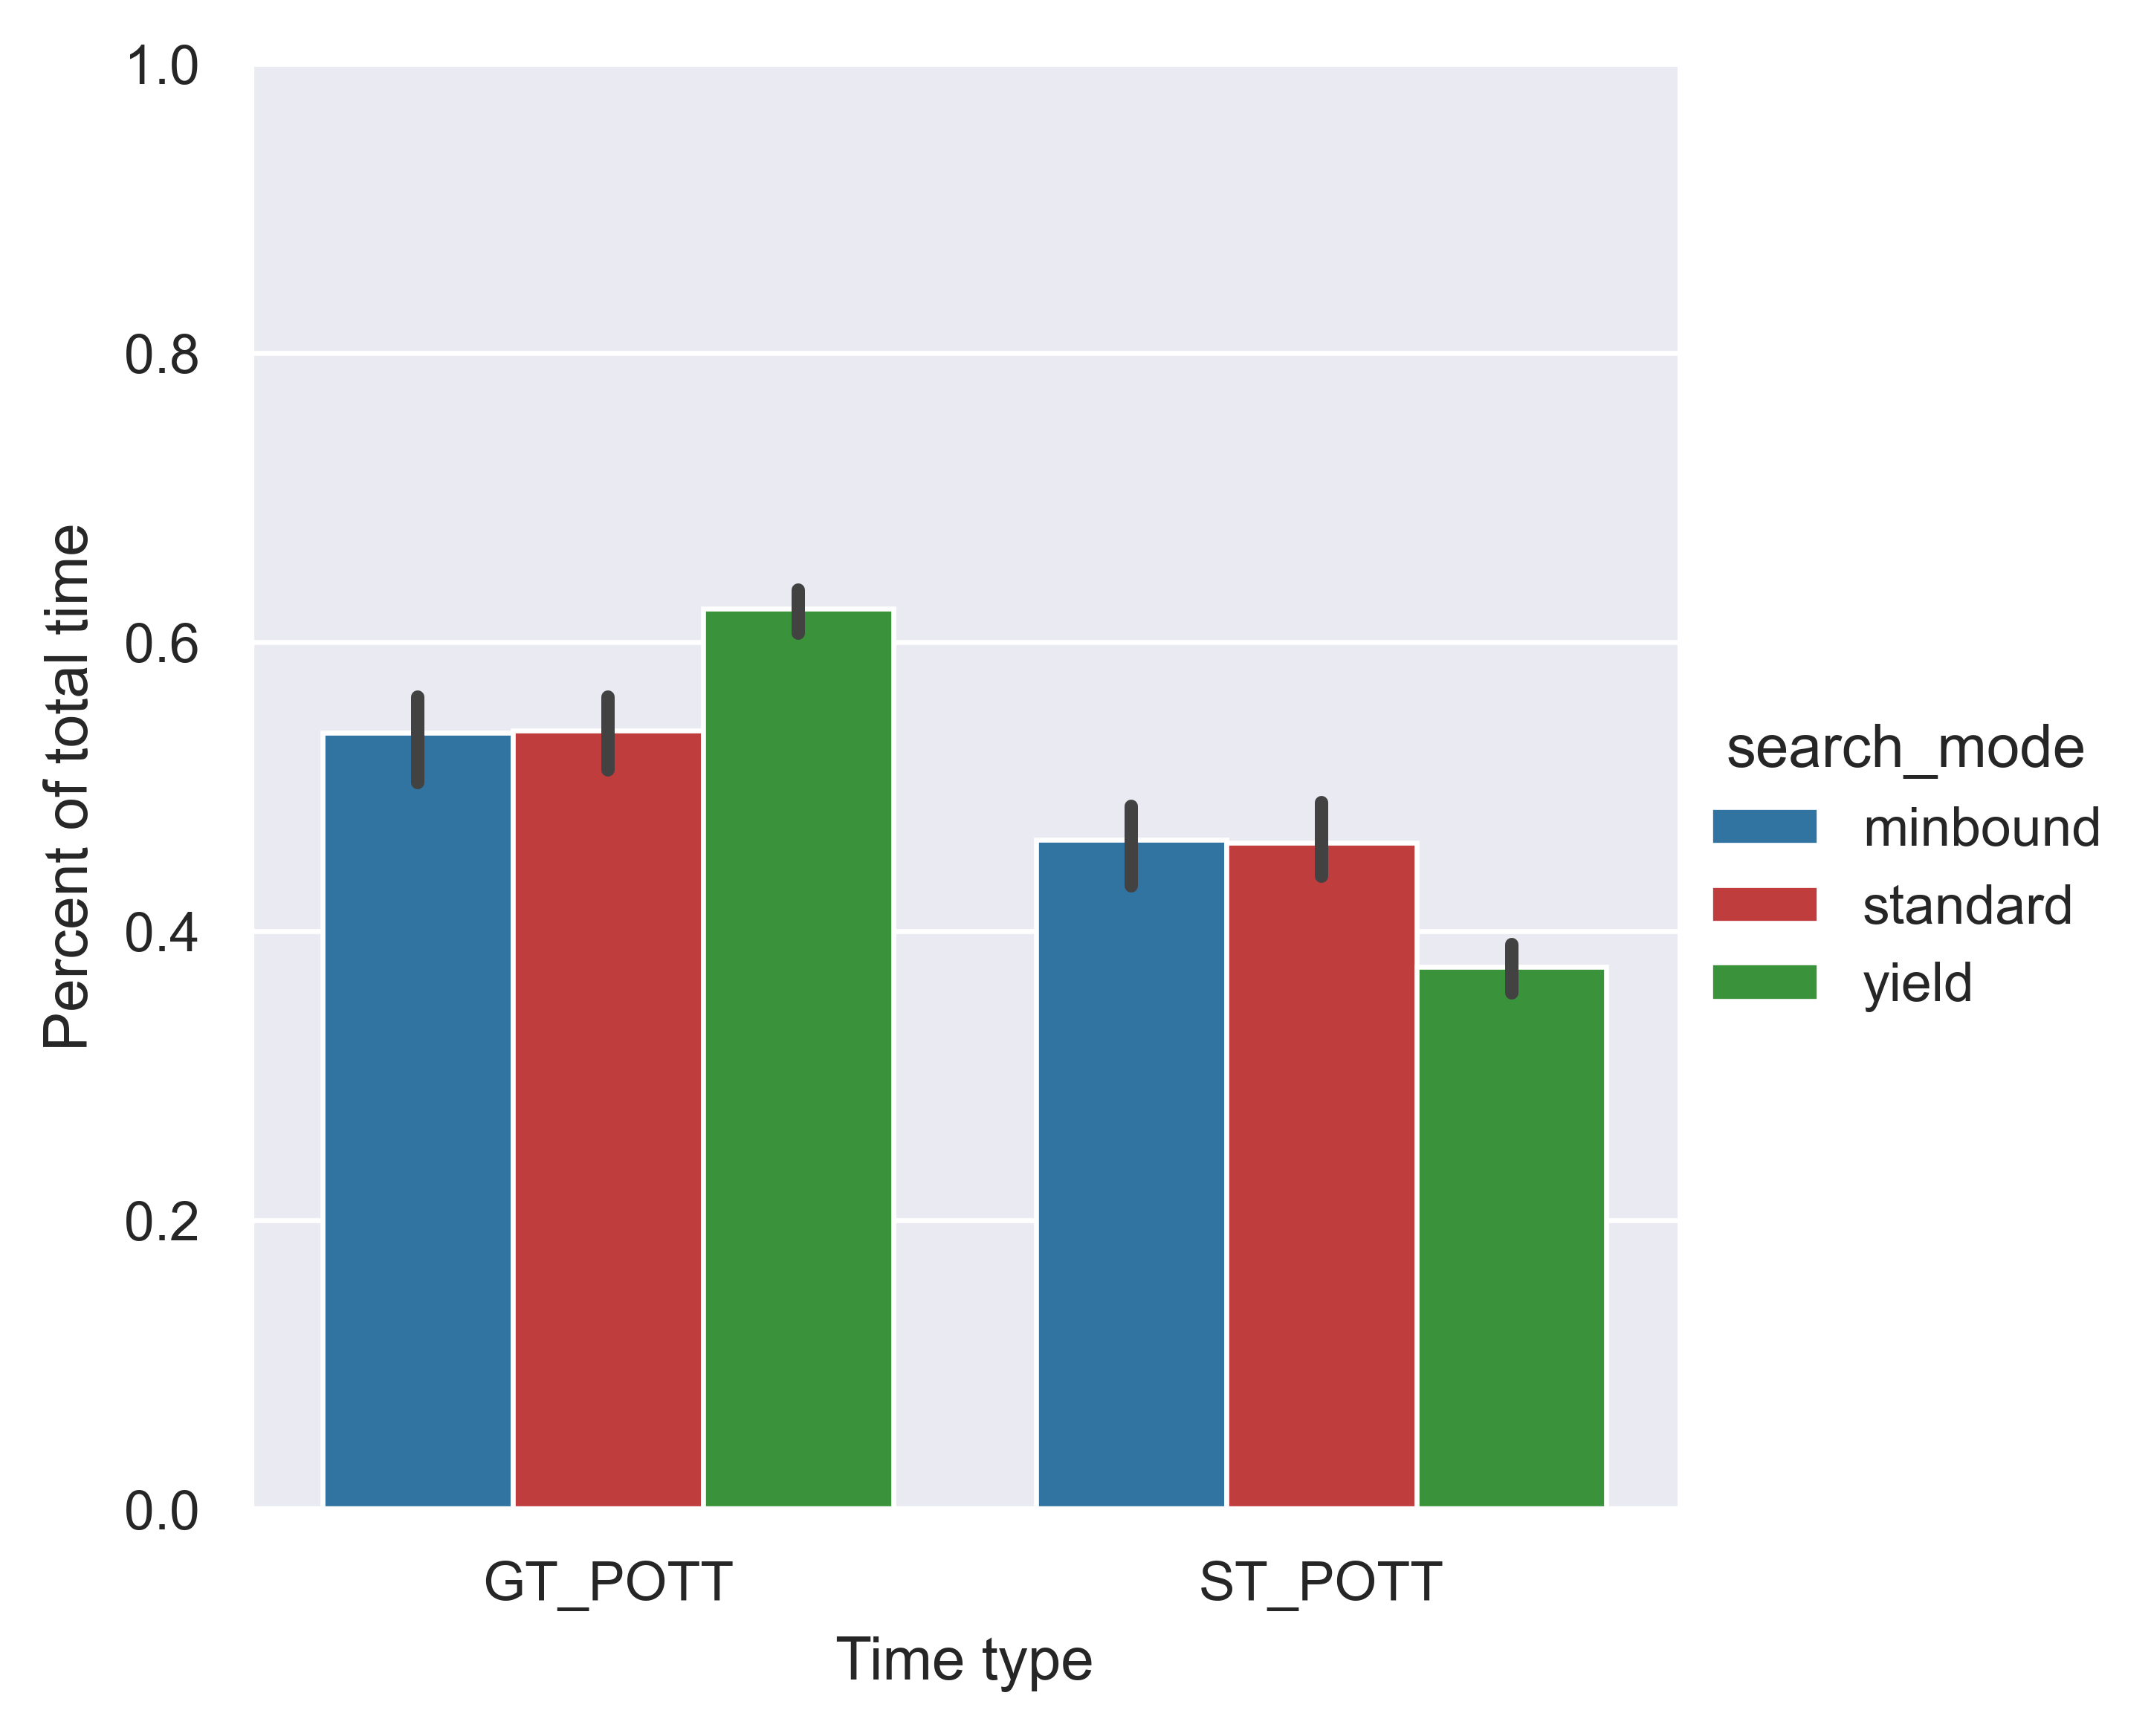 1.0
0.8
0.6
0.4
0.2
0.0
Percent of total time
GT_POTT
ST_POTT
Time type
search_mode
minbound
standard
yield